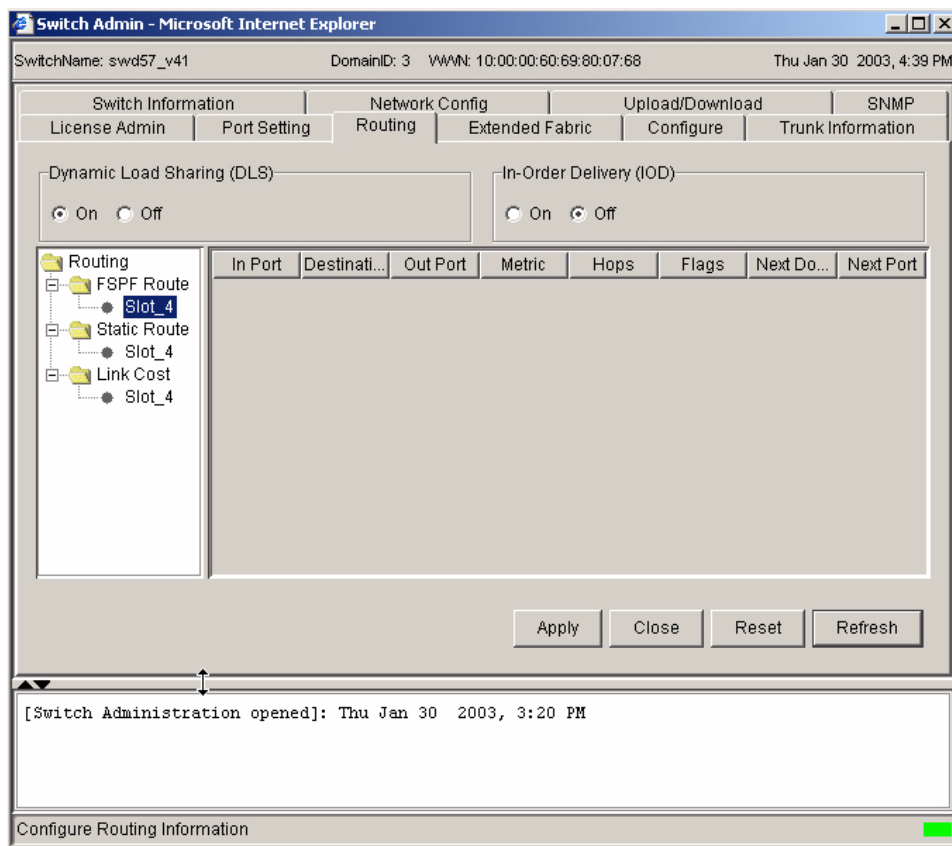 Switch Admin - Microsoft Internet Explorer
SwitchName: swd57_v41 DomainID: 3 WWN: 10:00:00:60:69:80:07:68 Thu Jan 30 2003, 4:39 PM
Switch Information Network Config Upload/Download SNMP
License Admin Port Setting Routing Extended Fabric Configure Trunk Information
Dynamic Load Sharing (DLS) In-Order Delivery (IOD)
On Off On Off
Routing
FSPF Route
Slot_4
Static Route
Slot_4
Link Cost
Slot_4
In Port Destinati... Out Port Metric Hops Flags Next Do... Next Port
Apply Close Reset Refresh
[Switch Administration opened]: Thu Jan 30 2003, 3:20 PM
Configure Routing Information